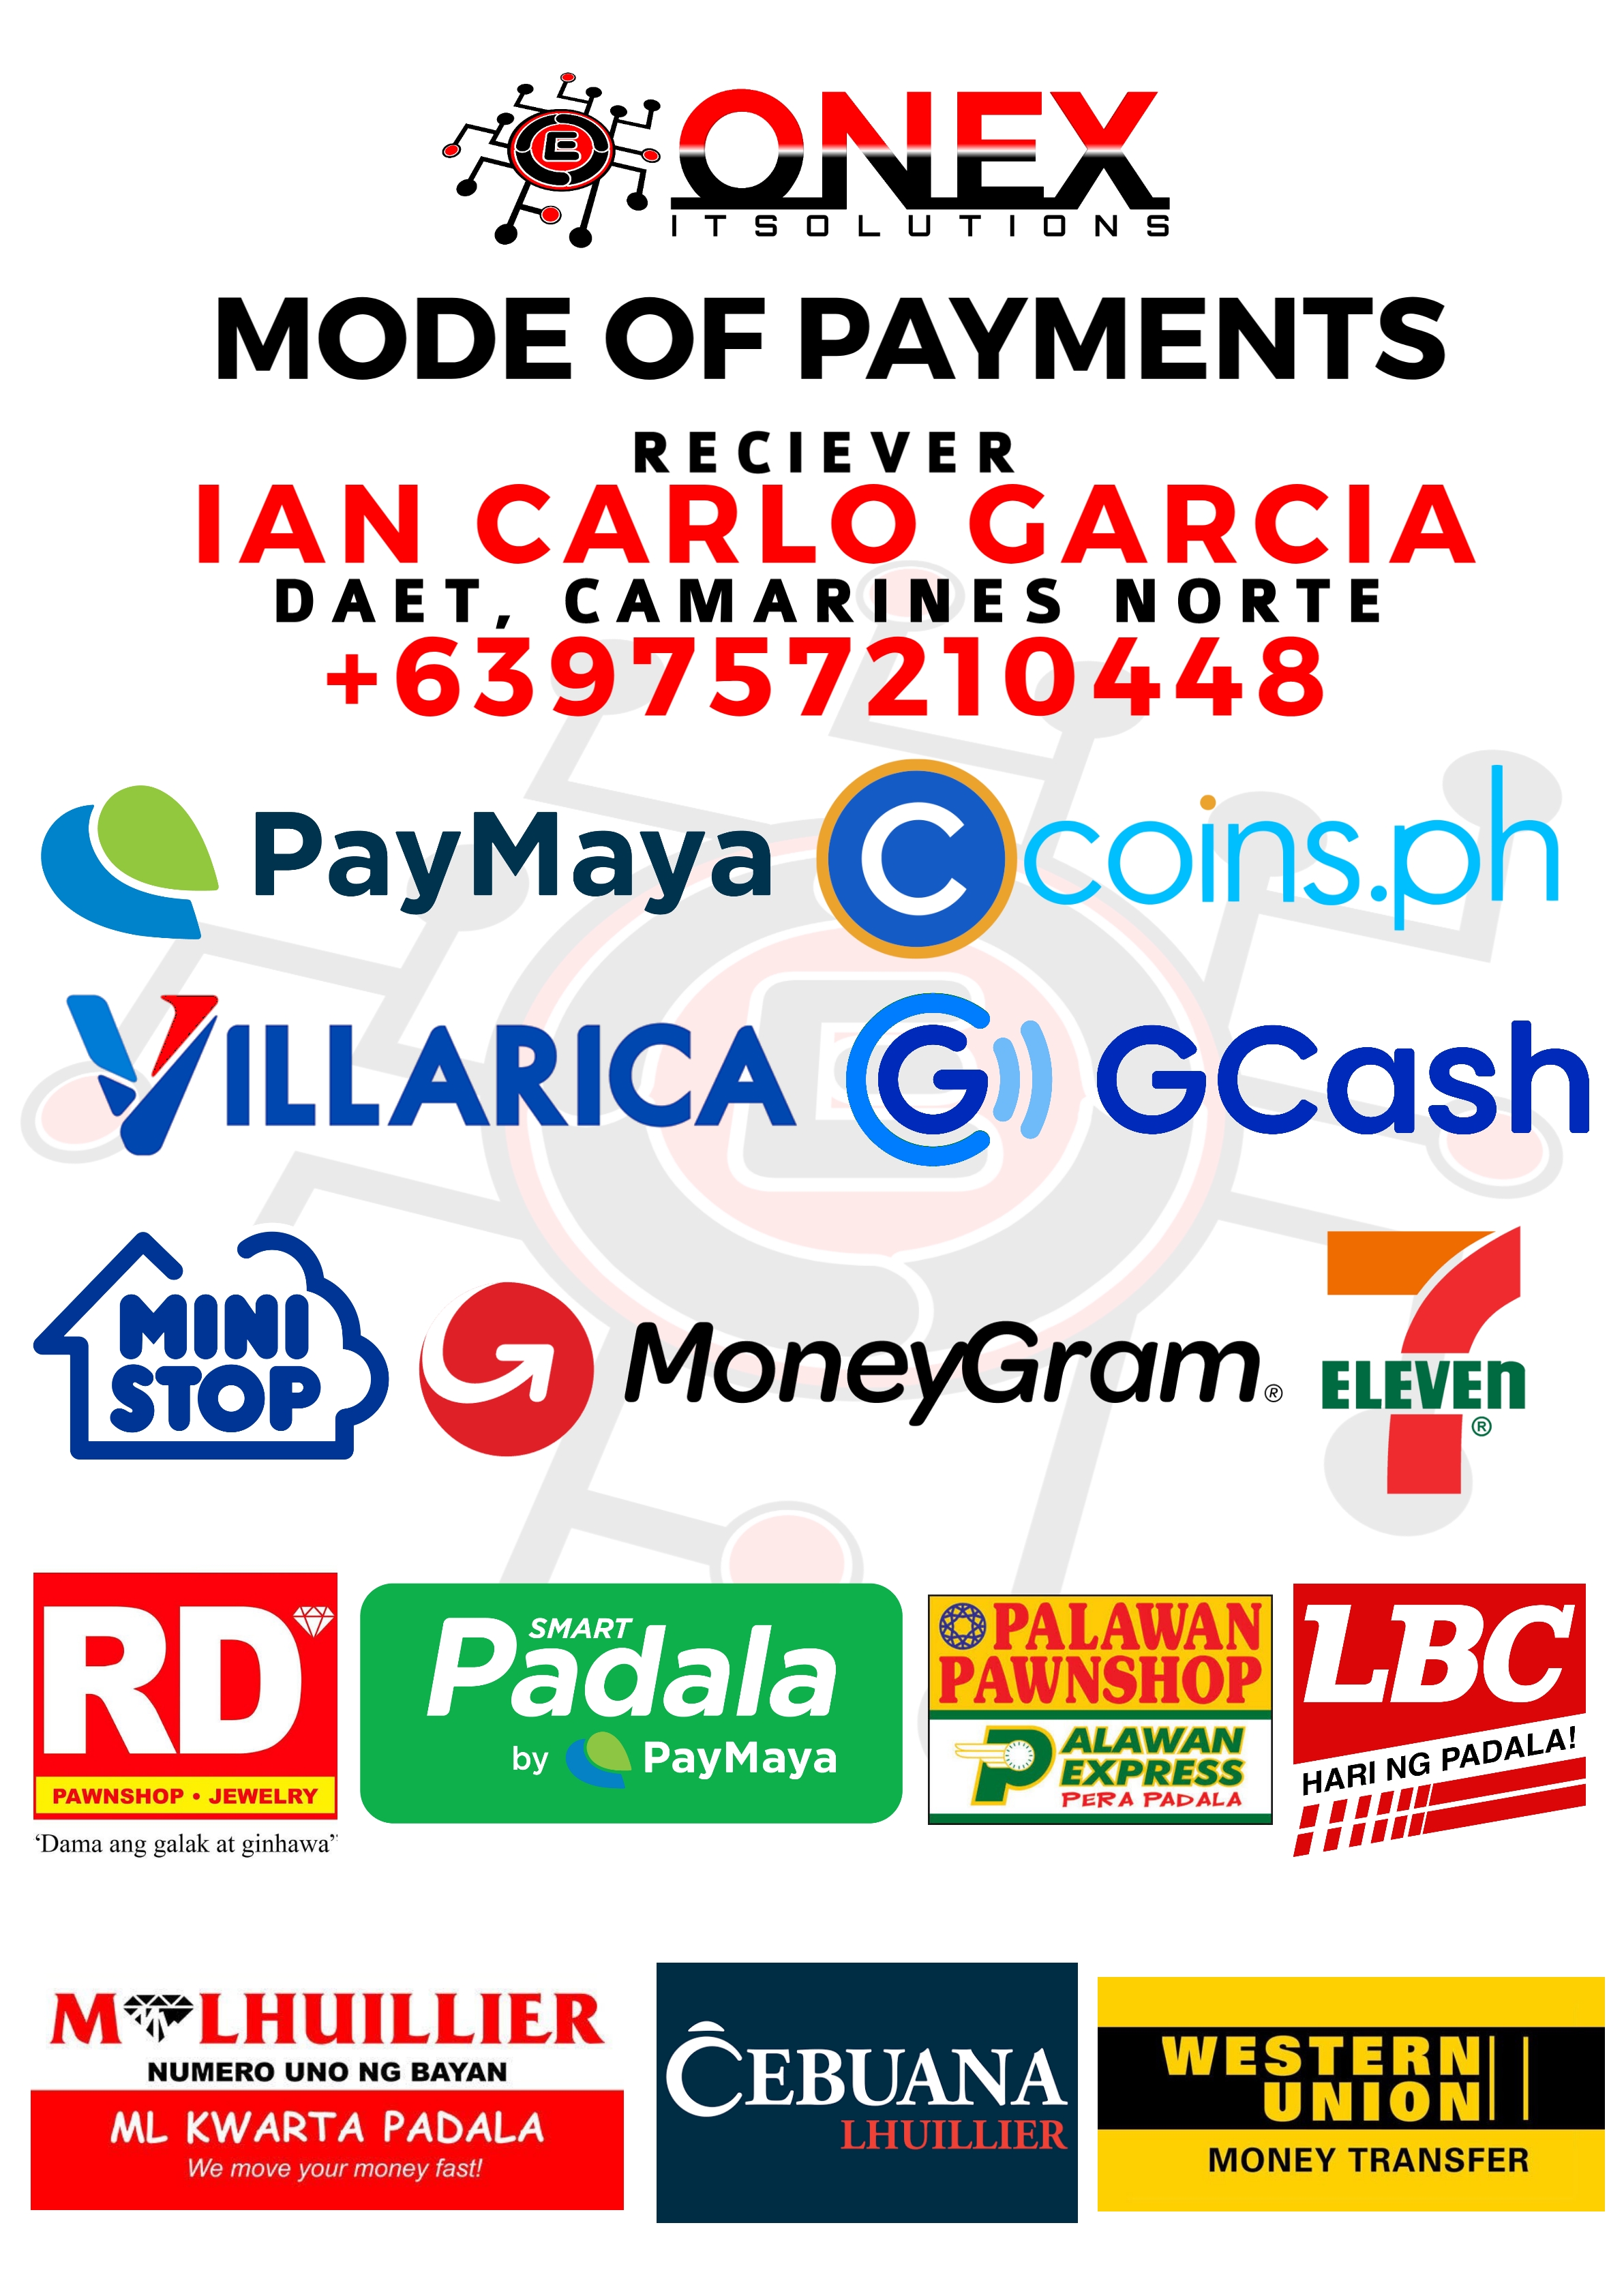 ONEX
ITSOLUTIONS
MODE OF PAYMENTS
RECIEVER
IAN CARLO GARCIA
DAET, CAMARINES NORTE
+639757210448
PayMaya
C coins.ph
VILLARICA
G GCash
MINI
STOP
MoneyGram®
7
ELEVEn
®
RD
PAWNSHOP • JEWELRY
‘Dama ang galak at ginhawa”
SMART
Padala
by PayMaya
PALAWAN
PAWNSHOP
PALAWAN
EXPRESS
PERA PADALA
LBC
HARI NG PADALA!
M LHUILLIER
NUMERO UNO NG BAYAN
ML KWARTA PADALA
We move your money fast!
CEBUANA
LHUILLIER
WESTERN
UNION
MONEY TRANSFER